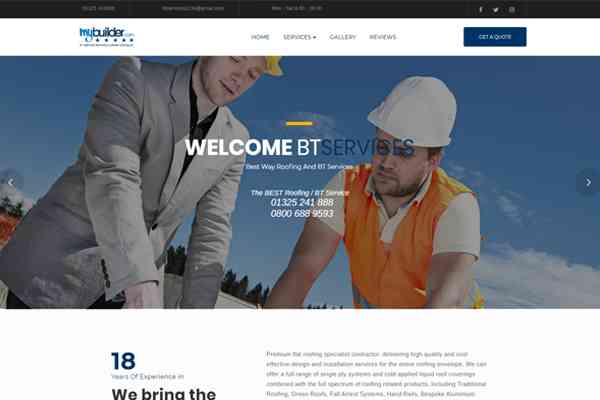 01325 241888
Mon - Sat 8.00 - 18.00
mybuilder.com
HOME SERVICES GALLERY REVIEWS
GET A QUOTE
WELCOME BT SERVICES
Best Way Roofing And BT Services
The BEST Roofing / BT Service
01325 241 888
0800 688 9593
18
Years Of Experience in
We bring the
Premium flat roofing specialist contractor, delivering high quality and cost
effective design and installation services for the entire roofing envelope. We can
offer a full range of single ply systems and cold applied liquid roof coverings
combined with the full spectrum of roofing related products, including Traditional
Roofing, Green Roofs, Fall Arrest Systems, Hand-Rails, Bespoke Aluminium